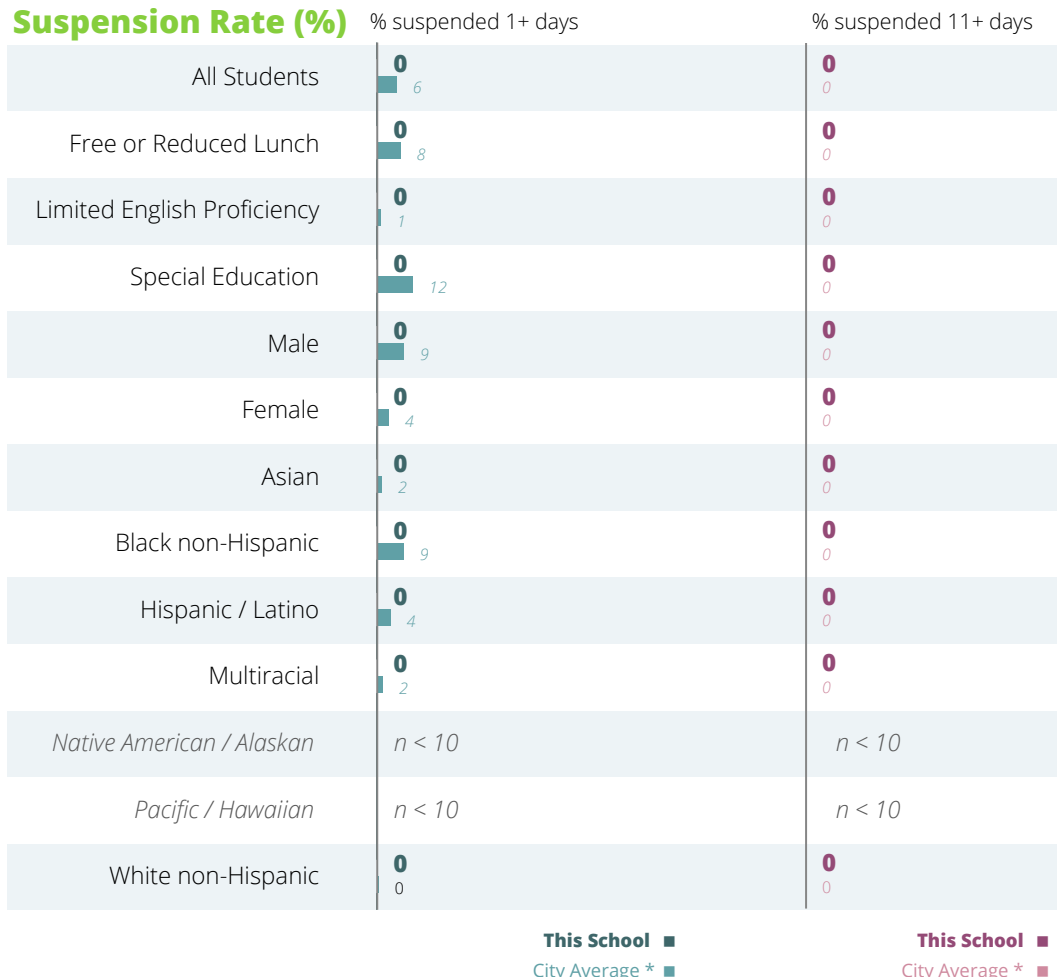 Suspension Rate (%) % suspended 1+ days % suspended 11+ days
All Students 0 0
6 0
Free or Reduced Lunch 0 0
8 0
Limited English Proficiency 0 0
1 0
Special Education 0 0
12 0
Male 0 0
9 0
Female 0 0
4 0
Asian 0 0
2 0
Black non-Hispanic 0 0
9 0
Hispanic / Latino 0 0
4 0
Multiracial 0 0
2 0
Native American / Alaskan n < 10 n < 10
Pacific / Hawaiian n < 10 n < 10
White non-Hispanic 0 0
0 0
This School This School
City Average * City Average *